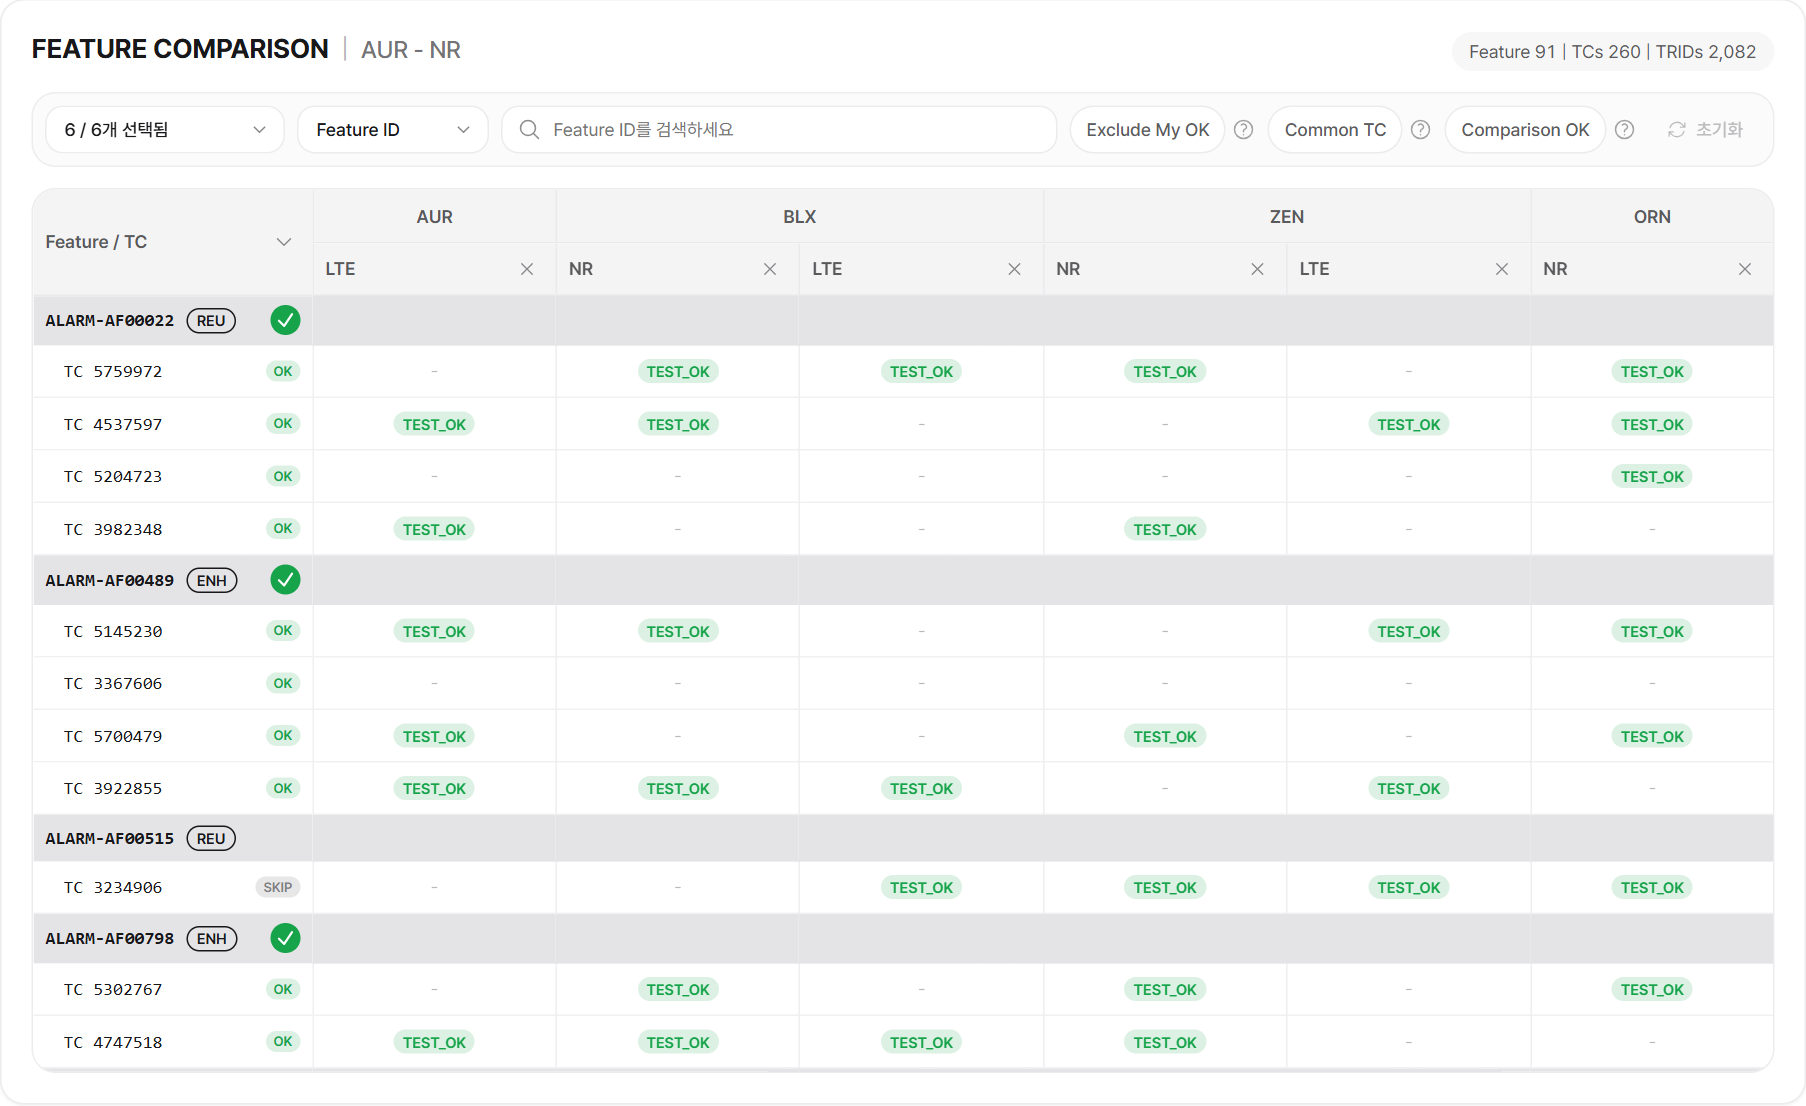 FEATURE COMPARISON | AUR - NR
Feature 91 | TCs 260 | TRIDs 2,082
6 / 6개 선택됨 Feature ID Feature ID를 검색하세요 Exclude My OK ? Common TC ? Comparison OK ? 초기화
Feature / TC AUR BLX ZEN ORN
LTE NR LTE NR LTE NR
ALARM-AF00022 REU
TC 5759972 OK - TEST_OK TEST_OK TEST_OK - TEST_OK
TC 4537597 OK TEST_OK TEST_OK - - TEST_OK TEST_OK
TC 5204723 OK - - - - - TEST_OK
TC 3982348 OK TEST_OK - - TEST_OK - -
ALARM-AF00489 ENH
TC 5145230 OK TEST_OK TEST_OK - - TEST_OK TEST_OK
TC 3367606 OK - - - - - -
TC 5700479 OK TEST_OK - - TEST_OK - TEST_OK
TC 3922855 OK TEST_OK TEST_OK TEST_OK - TEST_OK -
ALARM-AF00515 REU
TC 3234906 SKIP - - TEST_OK TEST_OK TEST_OK TEST_OK
ALARM-AF00798 ENH
TC 5302767 OK - TEST_OK - TEST_OK - TEST_OK
TC 4747518 OK TEST_OK TEST_OK TEST_OK TEST_OK - -